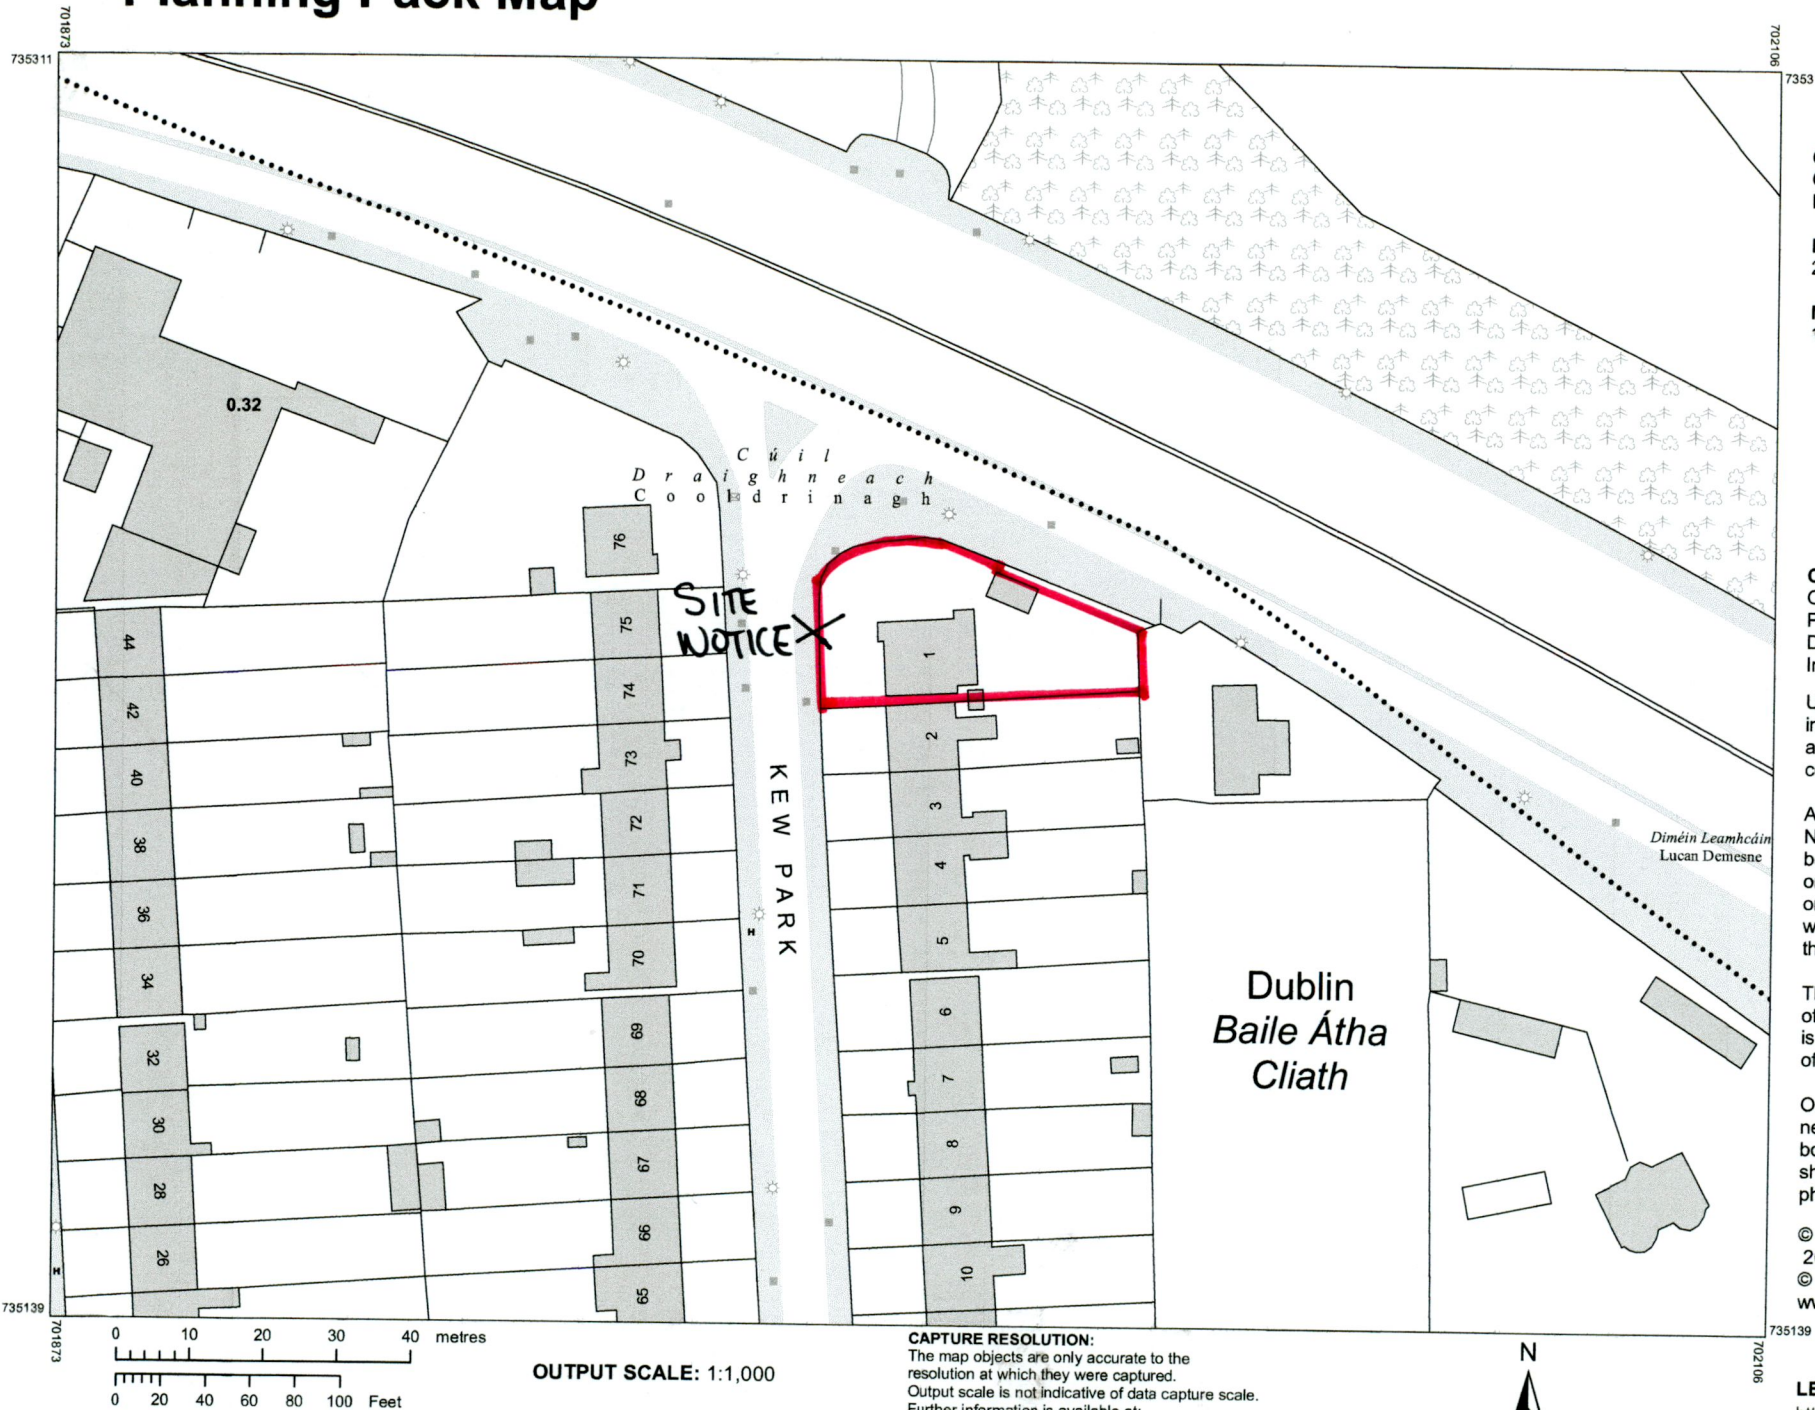 Planning Pack Map
701873
702106
735311
7353
0.32
Cúil
Draighneach
Cooldrinagh
SITE
NOTICE
76
75
74
73
72
71
70
69
68
67
66
65
44
42
40
38
36
34
32
30
28
26
1
2
3
4
5
6
7
8
9
10
KEW PARK
H
H
Diméin Leamhcáin
Lucan Demesne
Dublin
Baile Átha
Cliath
735139
735139
701873
702106
0 10 20 30 40 metres
0 20 40 60 80 100 Feet
OUTPUT SCALE: 1:1,000
CAPTURE RESOLUTION:
The map objects are only accurate to the
resolution at which they were captured.
Output scale is not indicative of data capture scale.
Further information is available at:
N